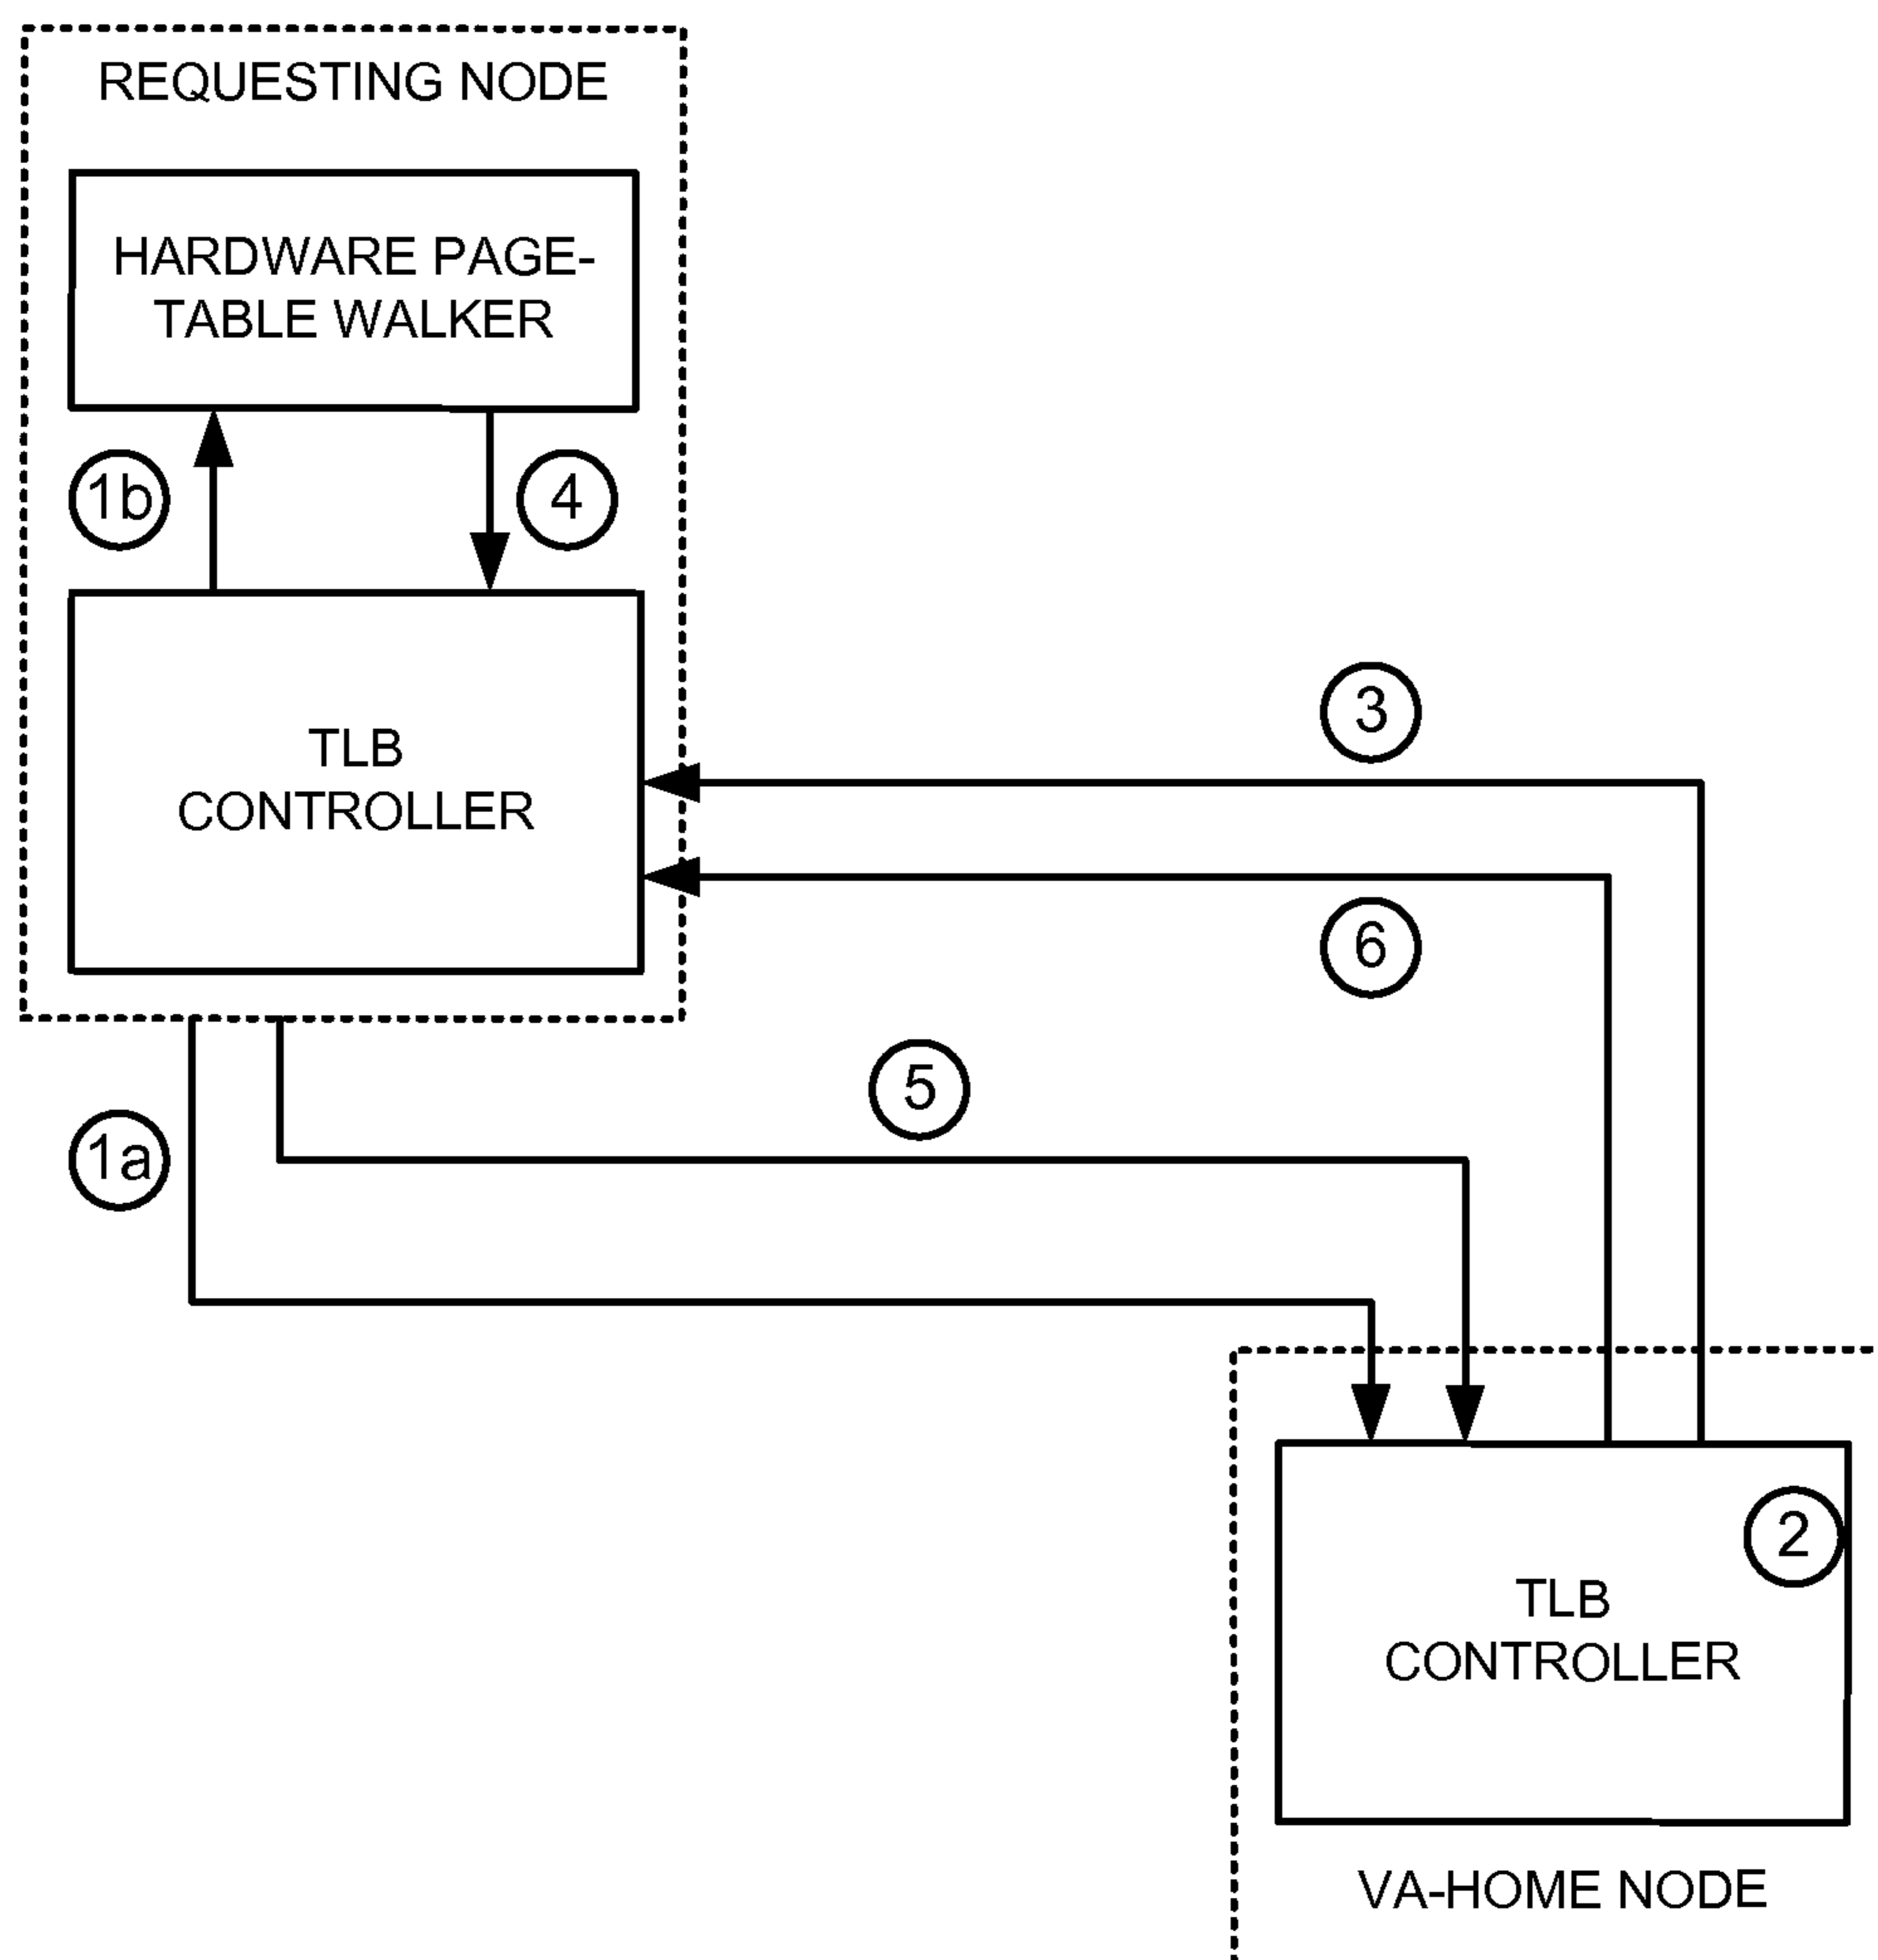 REQUESTING NODE
HARDWARE PAGE-
TABLE WALKER
1b
4
TLB
CONTROLLER
3
6
5
1a
2
TLB
CONTROLLER
VA-HOME NODE